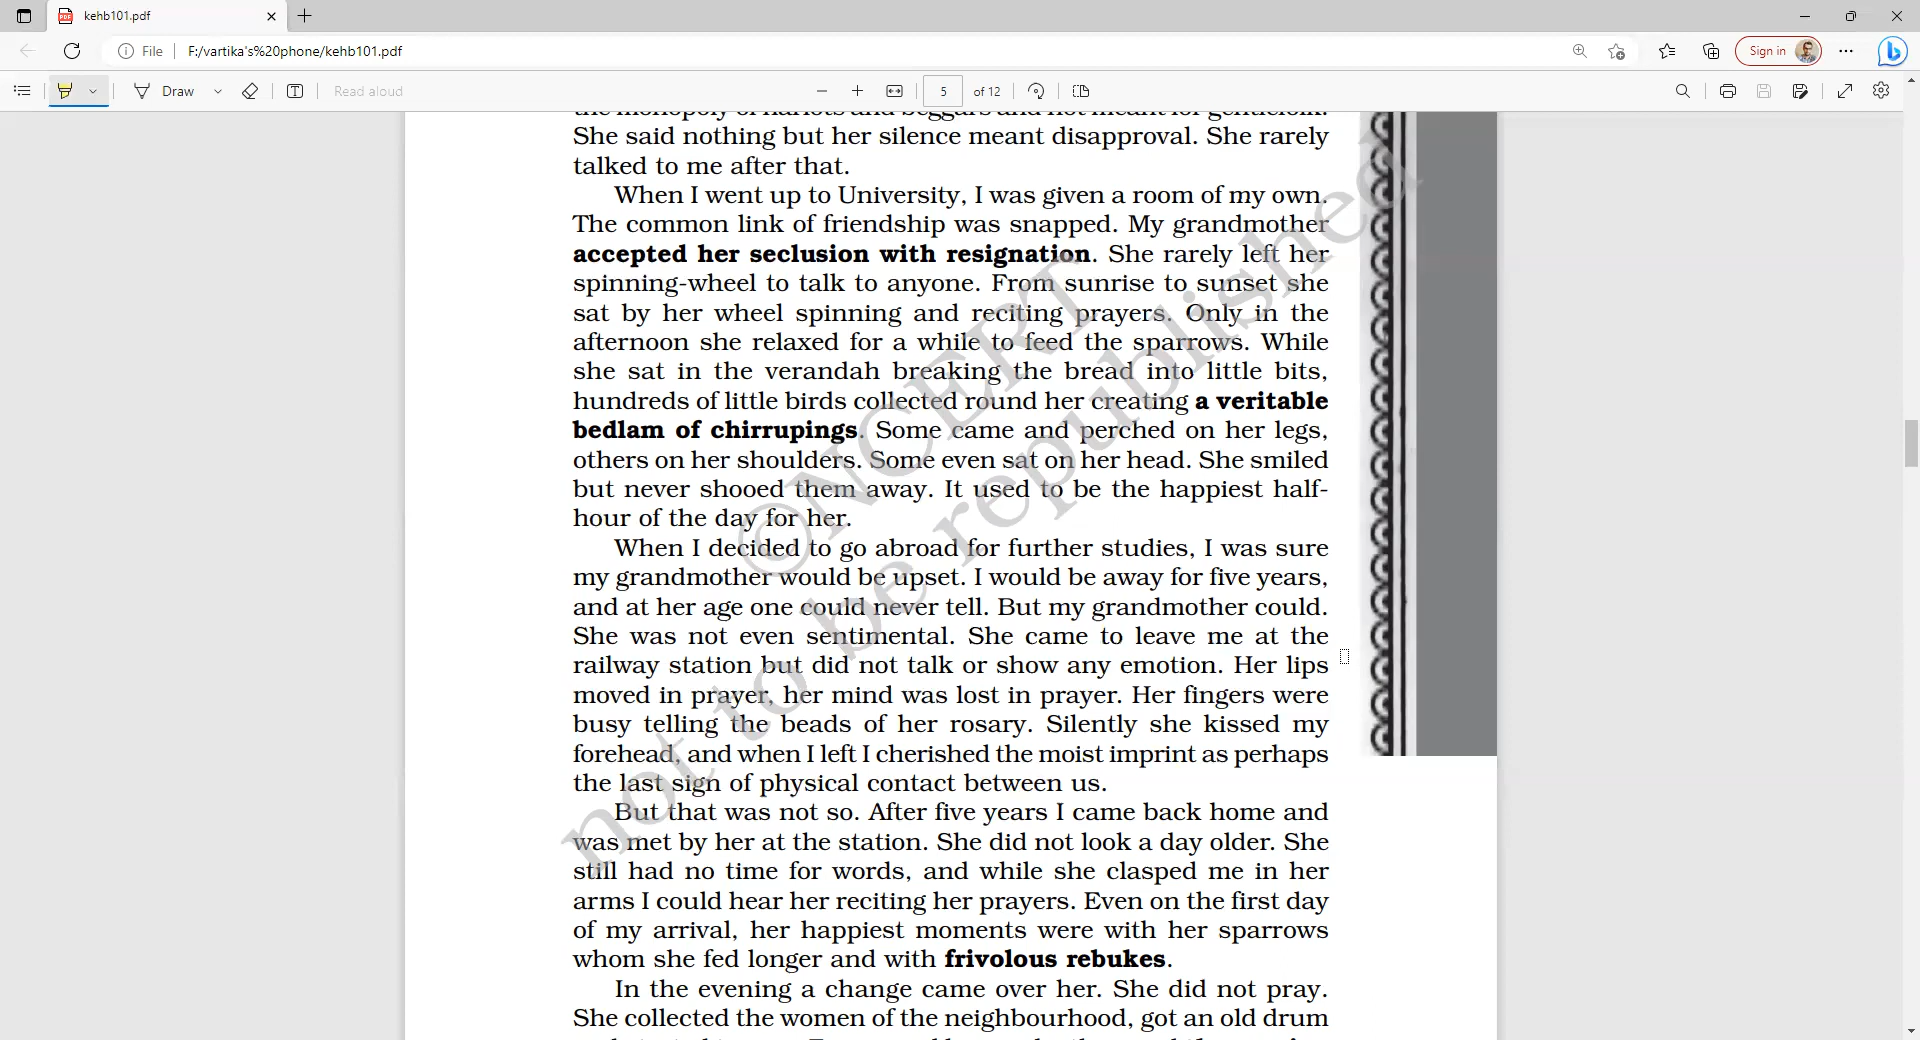 kehb101.pdf
File
F:/vartika's%20phone/kehb101.pdf
Sign in
Draw
Read aloud
5 of 12
the monopoly of harlots and beggars and not meant for gentlefolk.
She said nothing but her silence meant disapproval. She rarely
talked to me after that.
When I went up to University, I was given a room of my own.
The common link of friendship was snapped. My grandmother
accepted her seclusion with resignation. She rarely left her
spinning-wheel to talk to anyone. From sunrise to sunset she
sat by her wheel spinning and reciting prayers. Only in the
afternoon she relaxed for a while to feed the sparrows. While
she sat in the verandah breaking the bread into little bits,
hundreds of little birds collected round her creating a veritable
bedlam of chirrupings. Some came and perched on her legs,
others on her shoulders. Some even sat on her head. She smiled
but never shooed them away. It used to be the happiest half-
hour of the day for her.
When I decided to go abroad for further studies, I was sure
my grandmother would be upset. I would be away for five years,
and at her age one could never tell. But my grandmother could.
She was not even sentimental. She came to leave me at the
railway station but did not talk or show any emotion. Her lips
moved in prayer, her mind was lost in prayer. Her fingers were
busy telling the beads of her rosary. Silently she kissed my
forehead, and when I left I cherished the moist imprint as perhaps
the last sign of physical contact between us.
But that was not so. After five years I came back home and
was met by her at the station. She did not look a day older. She
still had no time for words, and while she clasped me in her
arms I could hear her reciting her prayers. Even on the first day
of my arrival, her happiest moments were with her sparrows
whom she fed longer and with frivolous rebukes.
In the evening a change came over her. She did not pray.
She collected the women of the neighbourhood, got an old drum
©NCERT
not to be republished